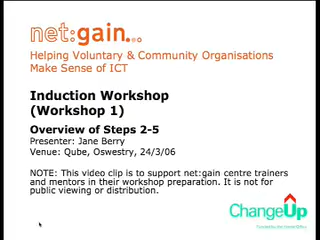 net:gain...
Helping Voluntary & Community Organisations
Make Sense of ICT
Induction Workshop
(Workshop 1)
Overview of Steps 2-5
Presenter: Jane Berry
Venue: Qube, Oswestry, 24/3/06
NOTE: This video clip is to support net:gain centre trainers
and mentors in their workshop preparation. It is not for
public viewing or distribution.
ChangeUp